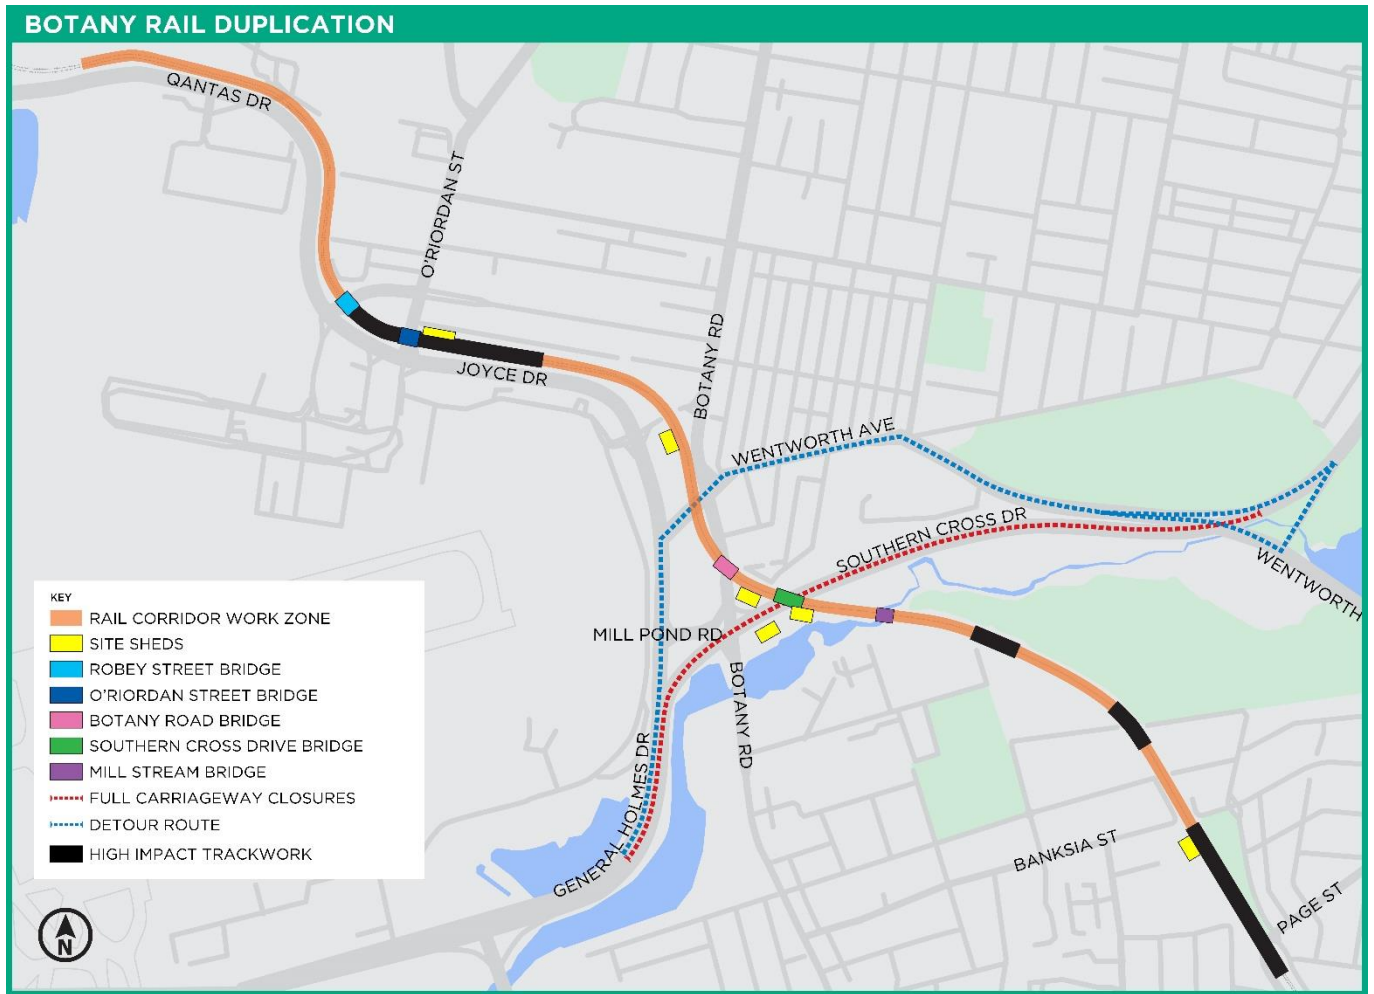 BOTANY RAIL DUPLICATION
QANTAS DR
O'RIORDAN ST
JOYCE DR
BOTANY RD
WENTWORTH AVE
SOUTHERN CROSS DR
WENTWORTH
MILL POND RD
BOTANY RD
GENERAL HOLMES DR
BANKSIA ST
PAGE ST
KEY
RAIL CORRIDOR WORK ZONE
SITE SHEDS
ROBEY STREET BRIDGE
O'RIORDAN STREET BRIDGE
BOTANY ROAD BRIDGE
SOUTHERN CROSS DRIVE BRIDGE
MILL STREAM BRIDGE
FULL CARRIAGEWAY CLOSURES
DETOUR ROUTE
HIGH IMPACT TRACKWORK
N